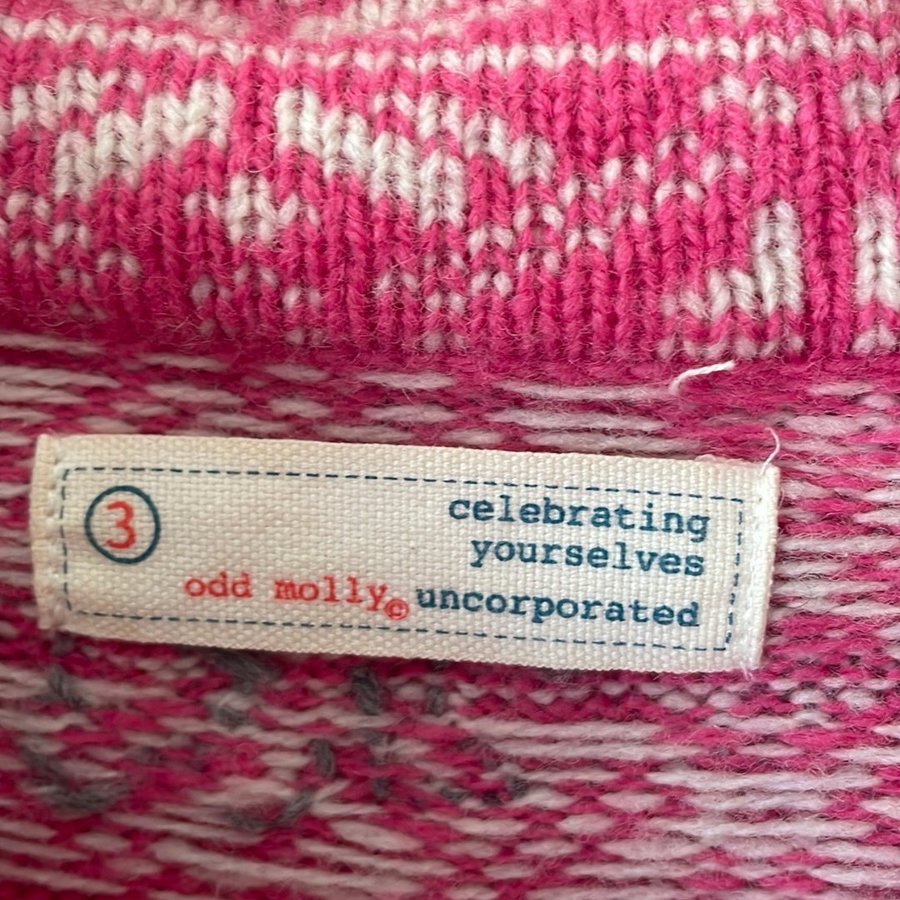 3
celebrating
yourselves
odd molly© uncorporated